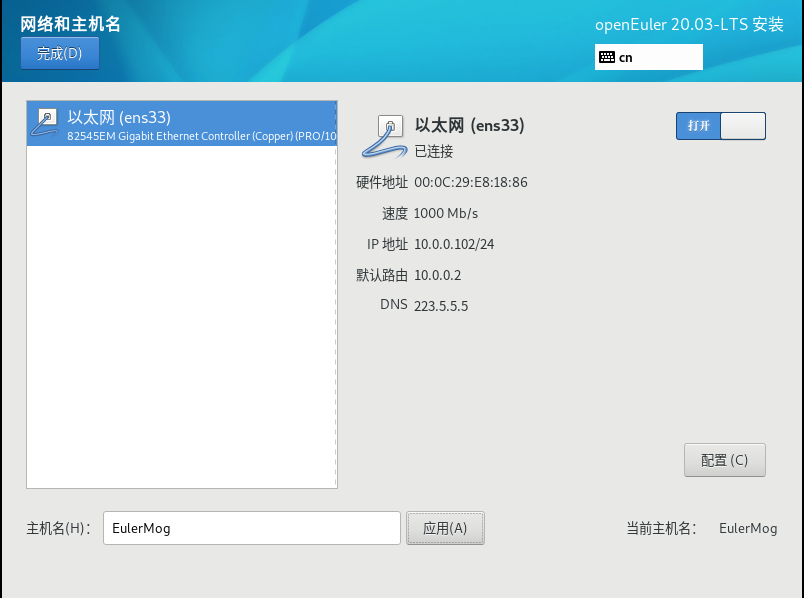 网络和主机名
openEuler 20.03-LTS 安装
完成(D)
cn
以太网 (ens33)
82545EM Gigabit Ethernet Controller (Copper) (PRO/10
以太网 (ens33)
已连接
打开
硬件地址 00:0C:29:E8:18:86
速度 1000 Mb/s
IP 地址 10.0.0.102/24
默认路由 10.0.0.2
DNS 223.5.5.5
配置 (C)
主机名(H)： EulerMog 应用(A) 当前主机名： EulerMog